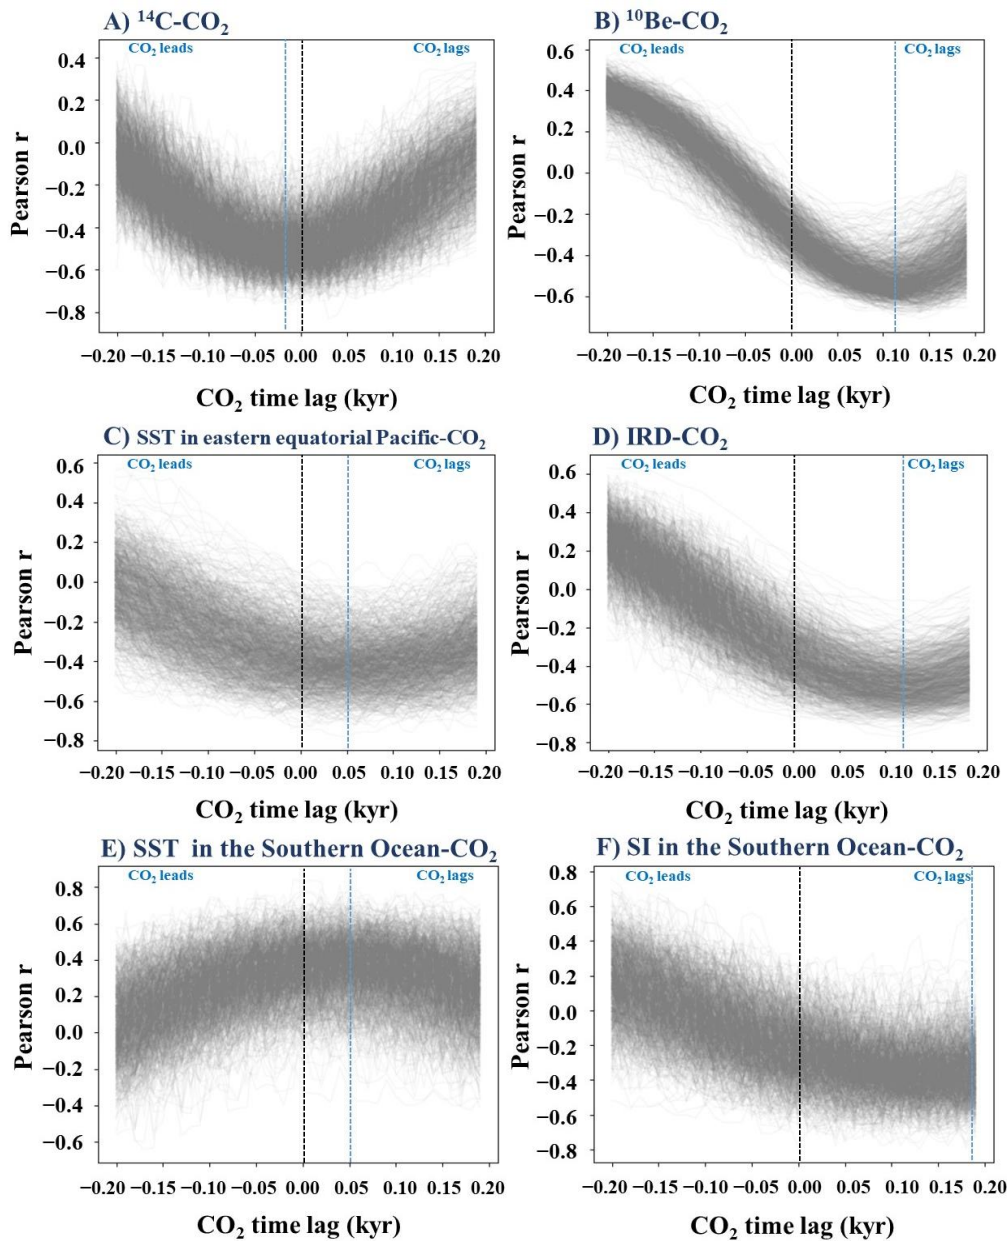 A) ¹⁴C-CO₂
CO₂ leads
CO₂ lags
0.4
0.2
0.0
−0.2
−0.4
−0.6
−0.8
Pearson r
−0.20 −0.15 −0.10 −0.05 0.00 0.05 0.10 0.15 0.20
CO₂ time lag (kyr)
B) ¹⁰Be-CO₂
CO₂ leads
CO₂ lags
0.6
0.4
0.2
0.0
−0.2
−0.4
−0.6
Pearson r
−0.20 −0.15 −0.10 −0.05 0.00 0.05 0.10 0.15 0.20
CO₂ time lag (kyr)
C) SST in eastern equatorial Pacific-CO₂
CO₂ leads
CO₂ lags
0.6
0.4
0.2
0.0
−0.2
−0.4
−0.6
−0.8
Pearson r
−0.20 −0.15 −0.10 −0.05 0.00 0.05 0.10 0.15 0.20
CO₂ time lag (kyr)
D) IRD-CO₂
CO₂ leads
CO₂ lags
0.6
0.4
0.2
0.0
−0.2
−0.4
−0.6
−0.8
Pearson r
−0.20 −0.15 −0.10 −0.05 0.00 0.05 0.10 0.15 0.20
CO₂ time lag (kyr)
E) SST in the Southern Ocean-CO₂
CO₂ leads
CO₂ lags
0.8
0.6
0.4
0.2
0.0
−0.2
−0.4
−0.6
Pearson r
−0.20 −0.15 −0.10 −0.05 0.00 0.05 0.10 0.15 0.20
CO₂ time lag (kyr)
F) SI in the Southern Ocean-CO₂
CO₂ leads
CO₂ lags
0.8
0.6
0.4
0.2
0.0
−0.2
−0.4
−0.6
−0.8
Pearson r
−0.20 −0.15 −0.10 −0.05 0.00 0.05 0.10 0.15 0.20
CO₂ time lag (kyr)